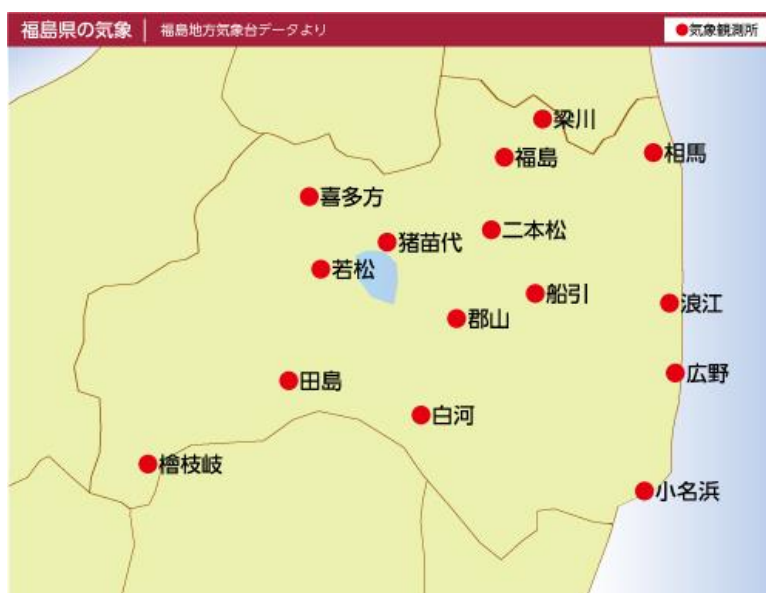 福島県の気象 | 福島地方気象台データより
●気象観測所
梁川
相馬
福島
喜多方
二本松
猪苗代
若松
船引
浪江
郡山
広野
田島
白河
檜枝岐
小名浜